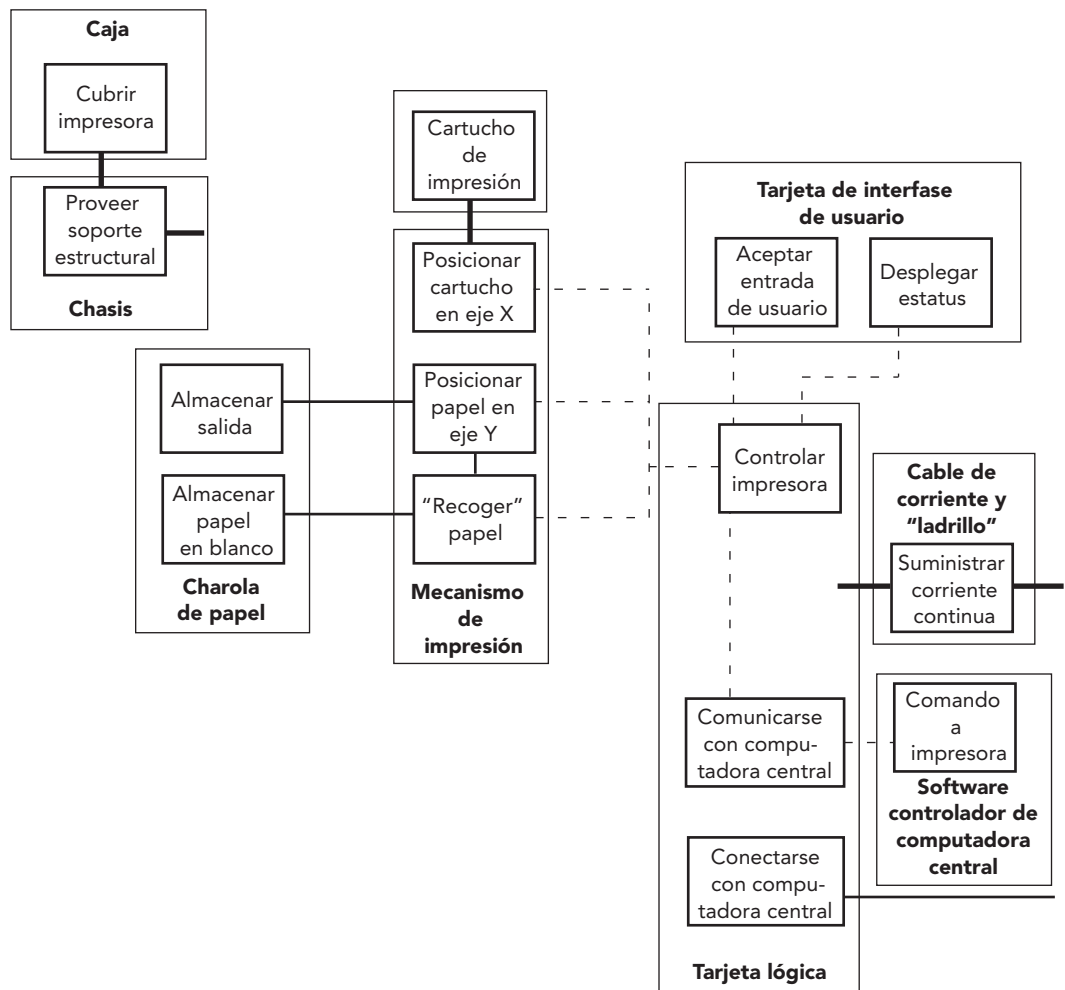 Caja
Cubrir
impresora
Proveer
soporte
estructural
Chasis
Cartucho
de
impresión
Posicionar
cartucho
en eje X
Posicionar
papel en
eje Y
“Recoger”
papel
Mecanismo
de
impresión
Almacenar
salida
Almacenar
papel
en blanco
Charola
de papel
Tarjeta de interfase
de usuario
Aceptar
entrada
de usuario
Desplegar
estatus
Controlar
impresora
Comunicarse
con compu-
tadora central
Conectarse
con compu-
tadora central
Tarjeta lógica
Cable de
corriente y
“ladrillo”
Suministrar
corriente
continua
Comando
a
impresora
Software
controlador de
computadora
central